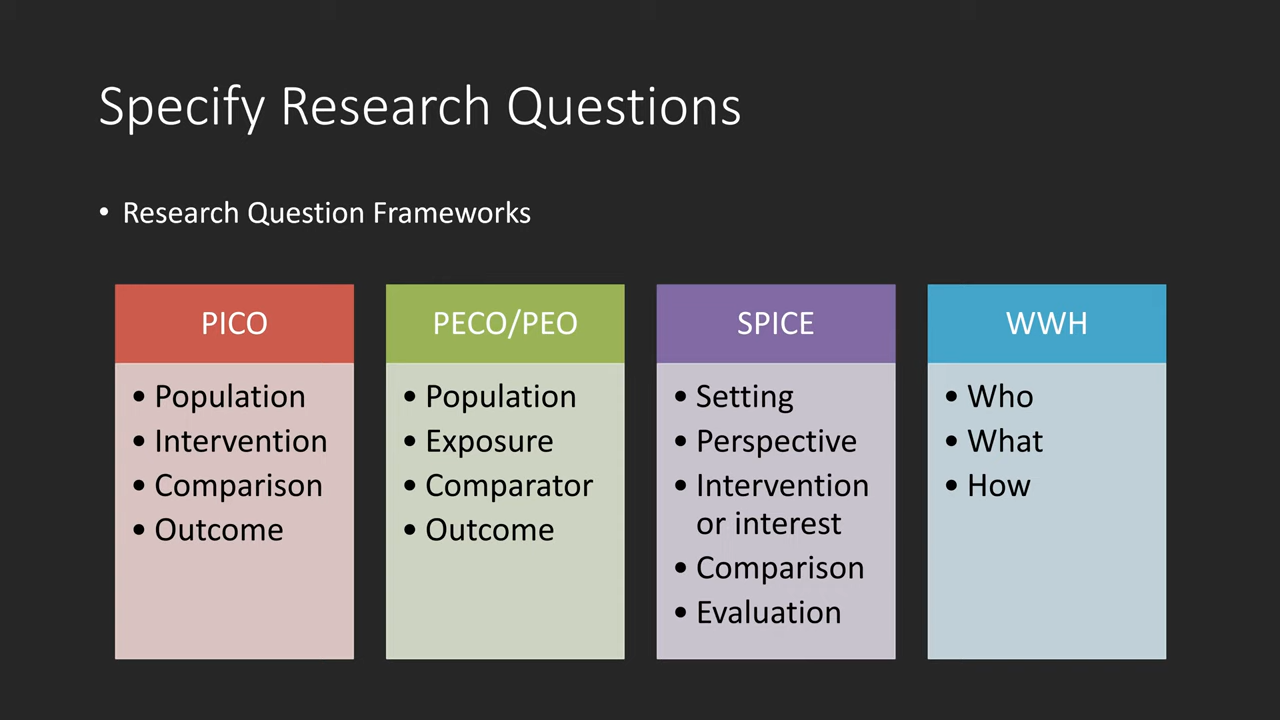 Specify Research Questions
• Research Question Frameworks
PICO
• Population
• Intervention
• Comparison
• Outcome
PECO/PEO
• Population
• Exposure
• Comparator
• Outcome
SPICE
• Setting
• Perspective
• Intervention
or interest
• Comparison
• Evaluation
WWH
• Who
• What
• How